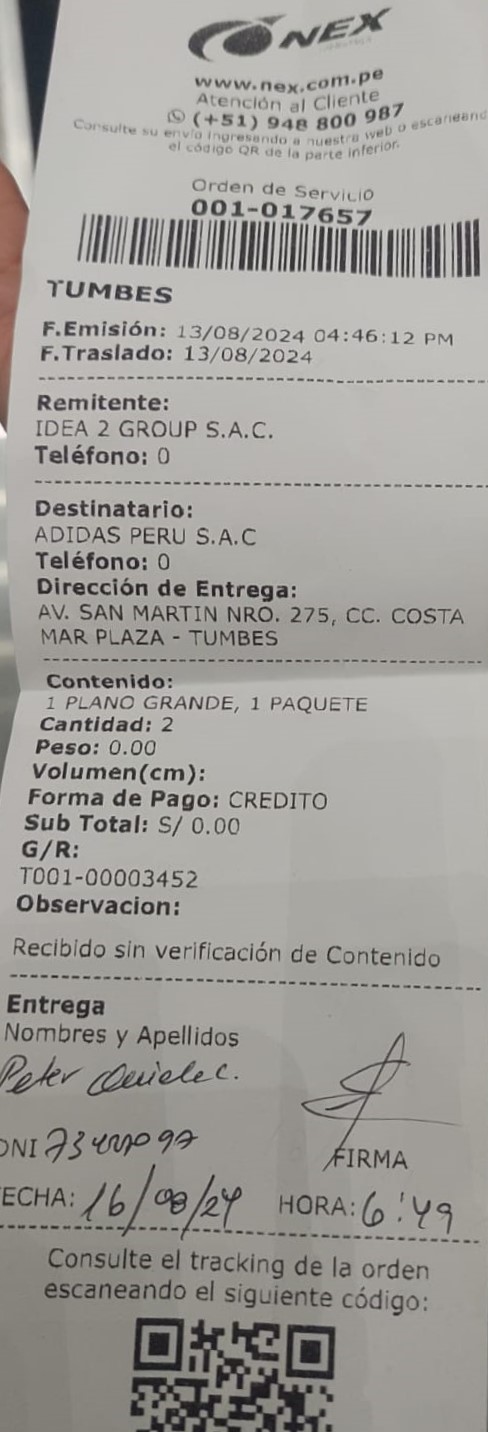 NEX
www.nex.com.pe
Atención al Cliente
(+51) 948 800 987
Consulte su envío ingresando a nuestra web o escaneand
el código QR de la parte inferior.
Orden de Servicio
001-017657
TUMBES
F.Emisión: 13/08/2024 04:46:12 PM
F.Traslado: 13/08/2024
Remitente:
IDEA 2 GROUP S.A.C.
Teléfono: 0
Destinatario:
ADIDAS PERU S.A.C
Teléfono: 0
Dirección de Entrega:
AV. SAN MARTIN NRO. 275, CC. COSTA
MAR PLAZA - TUMBES
Contenido:
1 PLANO GRANDE, 1 PAQUETE
Cantidad: 2
Peso: 0.00
Volumen(cm):
Forma de Pago: CREDITO
Sub Total: S/ 0.00
G/R:
T001-00003452
Observacion:
Recibido sin verificación de Contenido
Entrega
Nombres y Apellidos
Peter
DNI
FIRMA
ECHA: 16/08/24 HORA: 6:49
Consulte el tracking de la orden
escaneando el siguiente código: